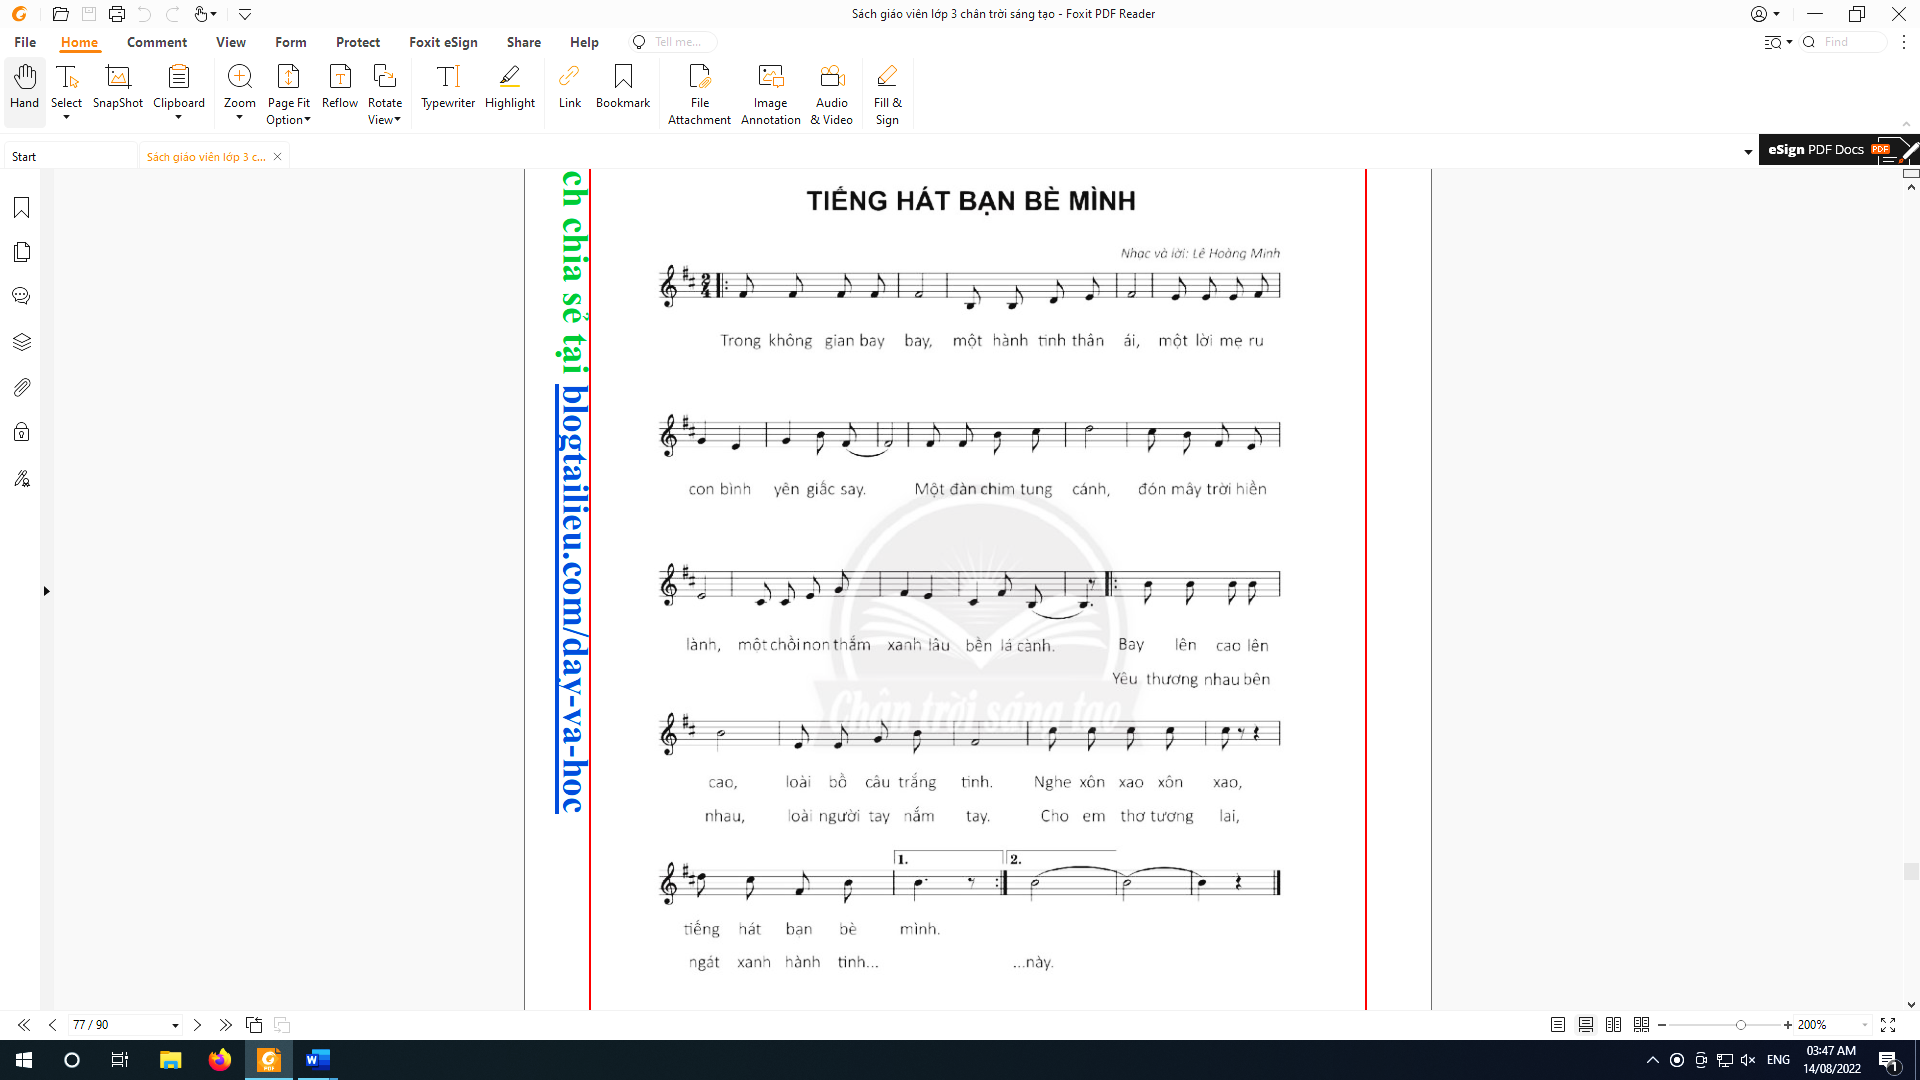 Sách giáo viên lớp 3 chân trời sáng tạo - Foxit PDF Reader
File Home Comment View Form Protect Foxit eSign Share Help Tell me... Find
Hand Select SnapShot Clipboard Zoom Page Fit Option Reflow Rotate View Typewriter Highlight Link Bookmark File Attachment Image Annotation Audio & Video Fill & Sign
Start Sách giáo viên lớp 3 c... eSign PDF Docs PDF
ch chia sẻ tại blogtailieu.com/dạy-va-hoc
TIẾNG HÁT BẠN BÈ MÌNH
Nhạc và lời: Lê Hoàng Minh
2
4
Trong không gian bay bay, một hành tinh thân ái, một lời mẹ ru
con bình yên giấc say. Một đàn chim tung cánh, đón mây trời hiền
lành, một chồi non thắm xanh lâu bền lá cành. Bay lên cao lên
Yêu thương nhau bên
Chân trời sáng tạo
cao, loài bồ câu trắng tinh. Nghe xôn xao xôn xao,
nhau, loài người tay nắm tay. Cho em thơ tương lai,
1. 2.
tiếng hát bạn bè mình.
ngát xanh hành tinh... ...này.
77 / 90 200%
ENG 03:47 AM
14/08/2022 1